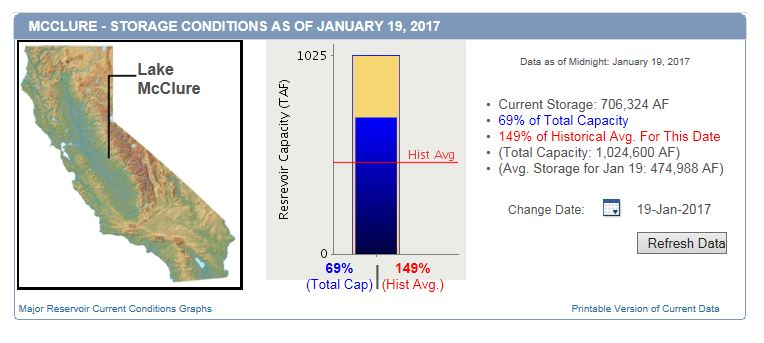 MCCLURE - STORAGE CONDITIONS AS OF JANUARY 19, 2017
Lake
McClure
1025
Resrevoir Capacity (TAF)
Hist Avg
0
69%
(Total Cap)
149%
(Hist Avg.)
Data as of Midnight: January 19, 2017
• Current Storage: 706,324 AF
• 69% of Total Capacity
• 149% of Historical Avg. For This Date
• (Total Capacity: 1,024,600 AF)
• (Avg. Storage for Jan 19: 474,988 AF)
Change Date: 19-Jan-2017
Refresh Data
Major Reservoir Current Conditions Graphs
Printable Version of Current Data